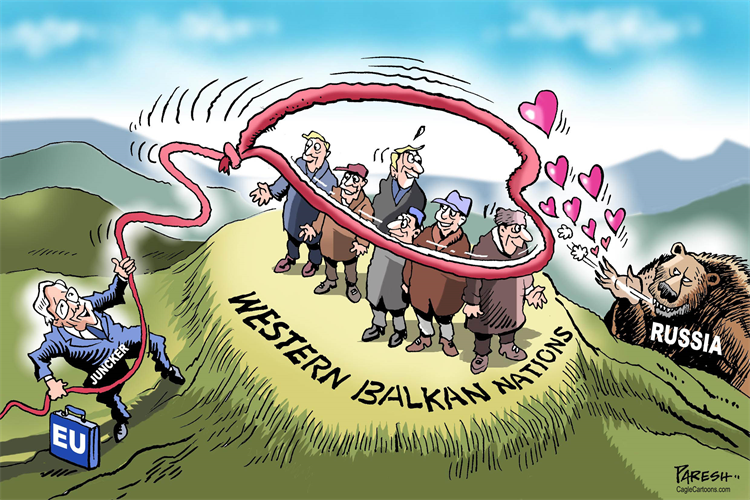 WESTERN BALKAN NATIONS
RUSSIA
JUNCKER
EU
PARESH
CagleCartoons.com